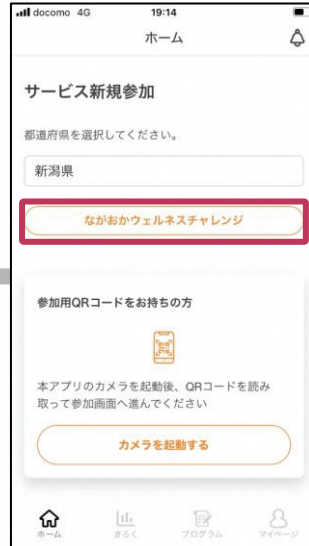 docomo 4G 19:14
ホーム
サービス新規参加
都道府県を選択してください。
新潟県
ながおかウェルネスチャレンジ
参加用QRコードをお持ちの方
本アプリのカメラを起動後、QRコードを読み
取って参加画面へ進んでください
カメラを起動する
ホーム きろく プログラム マイページ